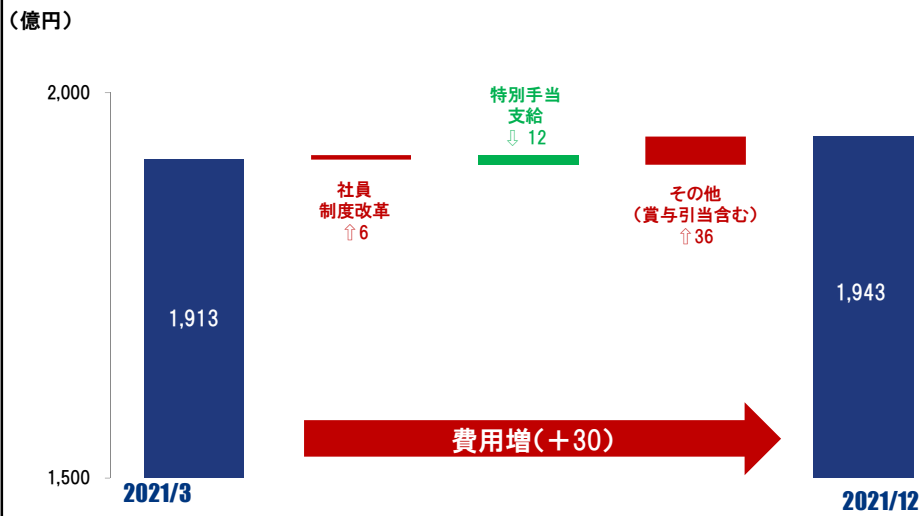 （億円）
2,000
1,500
1,913
社員
制度改革
⇧6
特別手当
支給
⇩ 12
その他
（賞与引当含む）
⇧36
1,943
費用増（＋30）
2021/3
2021/12